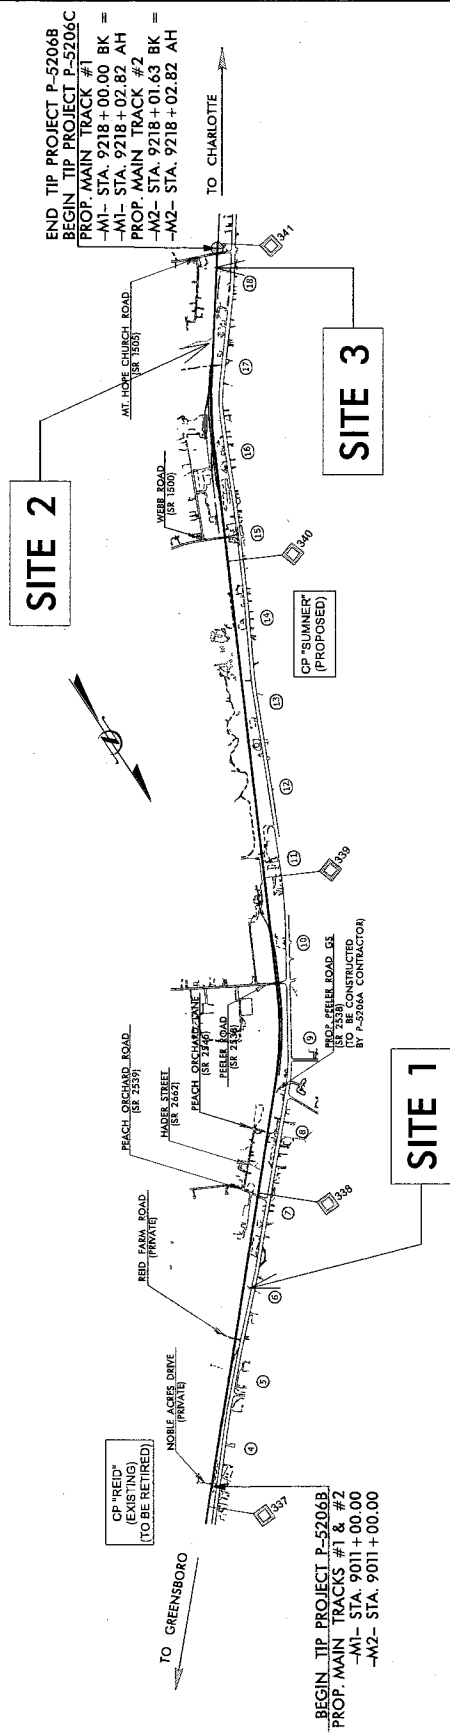 END TIP PROJECT P-5206B
BEGIN TIP PROJECT P-5206C
PROP. MAIN TRACK #1
-M1- STA. 9218+00.00 BK =
-M1- STA. 9218+02.82 AH
PROP. MAIN TRACK #2
-M2- STA. 9218+01.63 BK =
-M2- STA. 9218+02.82 AH
TO CHARLOTTE
MT. HOPE CHURCH ROAD
(SR 1505)
SITE 2
WEBB ROAD
(SR 1500)
SITE 3
341
18
17
16
15
340
14
CP "SUMNER"
(PROPOSED)
13
12
11
339
10
PROP. PEELER ROAD GS
(SR 2538)
(TO BE CONSTRUCTED
BY P-5206A CONTRACTOR)
9
PEACH ORCHARD ROAD
(SR 2539)
HADER STREET
(SR 2662)
PEACH ORCHARD LANE
(SR 2546)
PEELER ROAD
8
338
7
SITE 1
REID FARM ROAD
(PRIVATE)
6
5
NOBLE ACRES DRIVE
(PRIVATE)
4
CP "REID"
(EXISTING)
(TO BE RETIRED)
337
TO GREENSBORO
BEGIN TIP PROJECT P-5206B
PROP. MAIN TRACKS #1 & #2
-M1- STA. 9011+00.00
-M2- STA. 9011+00.00